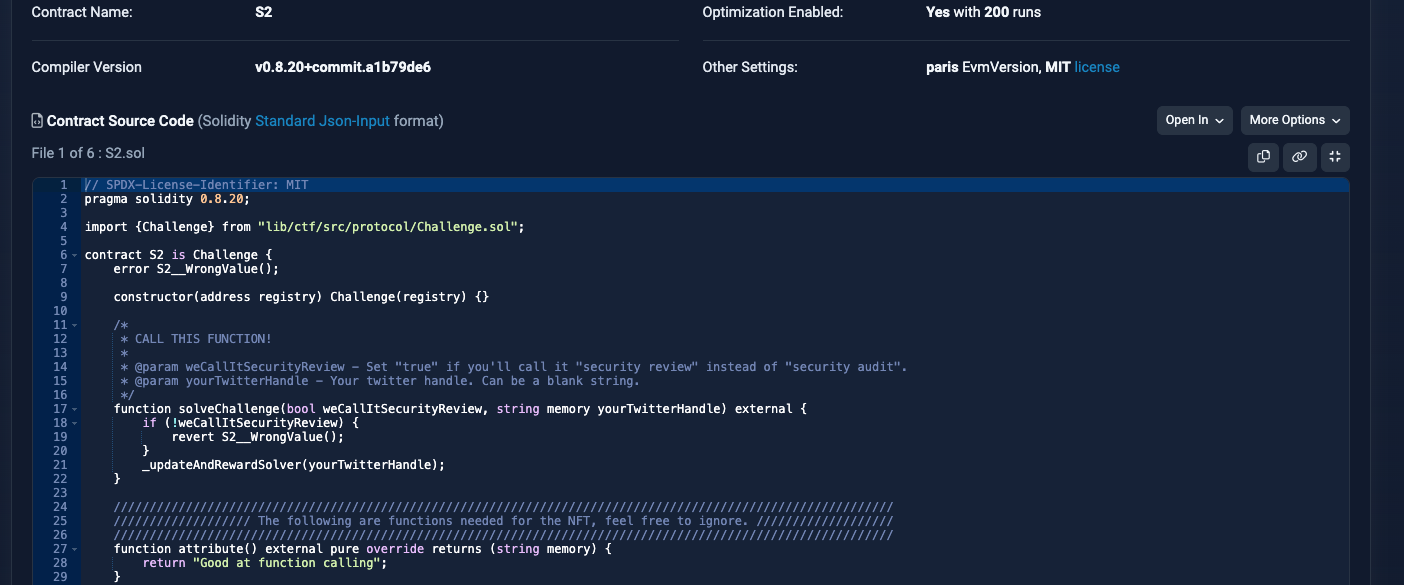 Contract Name: S2 Optimization Enabled: Yes with 200 runs
Compiler Version v0.8.20+commit.a1b79de6 Other Settings: paris EvmVersion, MIT license
Contract Source Code (Solidity Standard Json-Input format) Open In More Options
File 1 of 6 : S2.sol
1 // SPDX-License-Identifier: MIT
2 pragma solidity 0.8.20;
3
4 import {Challenge} from "lib/ctf/src/protocol/Challenge.sol";
5
6 contract S2 is Challenge {
7     error S2__WrongValue();
8
9     constructor(address registry) Challenge(registry) {}
10
11     /*
12      * CALL THIS FUNCTION!
13      *
14      * @param weCallItSecurityReview - Set "true" if you'll call it "security review" instead of "security audit".
15      * @param yourTwitterHandle - Your twitter handle. Can be a blank string.
16      */
17     function solveChallenge(bool weCallItSecurityReview, string memory yourTwitterHandle) external {
18         if (!weCallItSecurityReview) {
19             revert S2__WrongValue();
20         }
21         _updateAndRewardSolver(yourTwitterHandle);
22     }
23
24     ////////////////////////////////////////////////////////////////////////////////////////////////////////////
25     /////////////////// The following are functions needed for the NFT, feel free to ignore. ///////////////////
26     ////////////////////////////////////////////////////////////////////////////////////////////////////////////
27     function attribute() external pure override returns (string memory) {
28         return "Good at function calling";
29     }